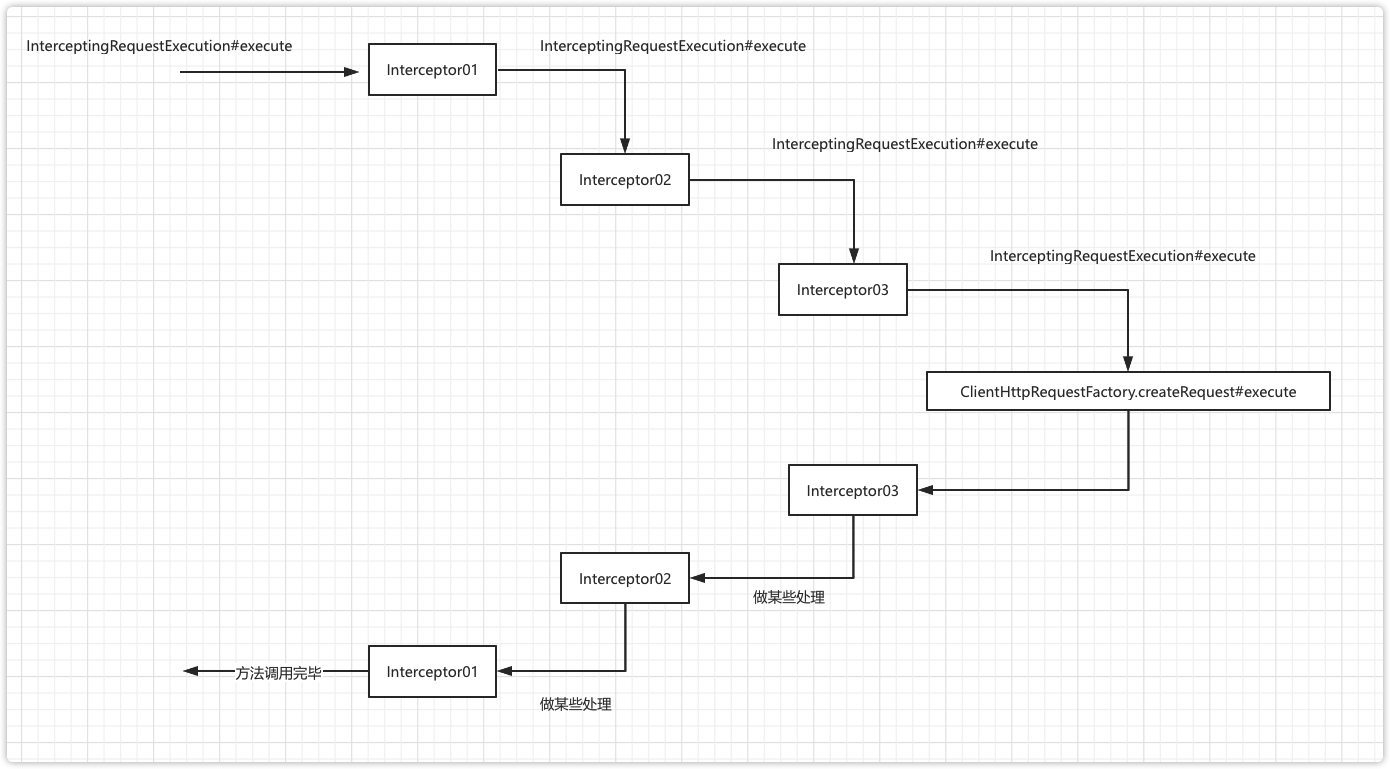 InterceptingRequestExecution#execute
InterceptingRequestExecution#execute
Interceptor01
InterceptingRequestExecution#execute
Interceptor02
InterceptingRequestExecution#execute
Interceptor03
ClientHttpRequestFactory.createRequest#execute
Interceptor03
Interceptor02
做某些处理
Interceptor01
方法调用完毕
做某些处理